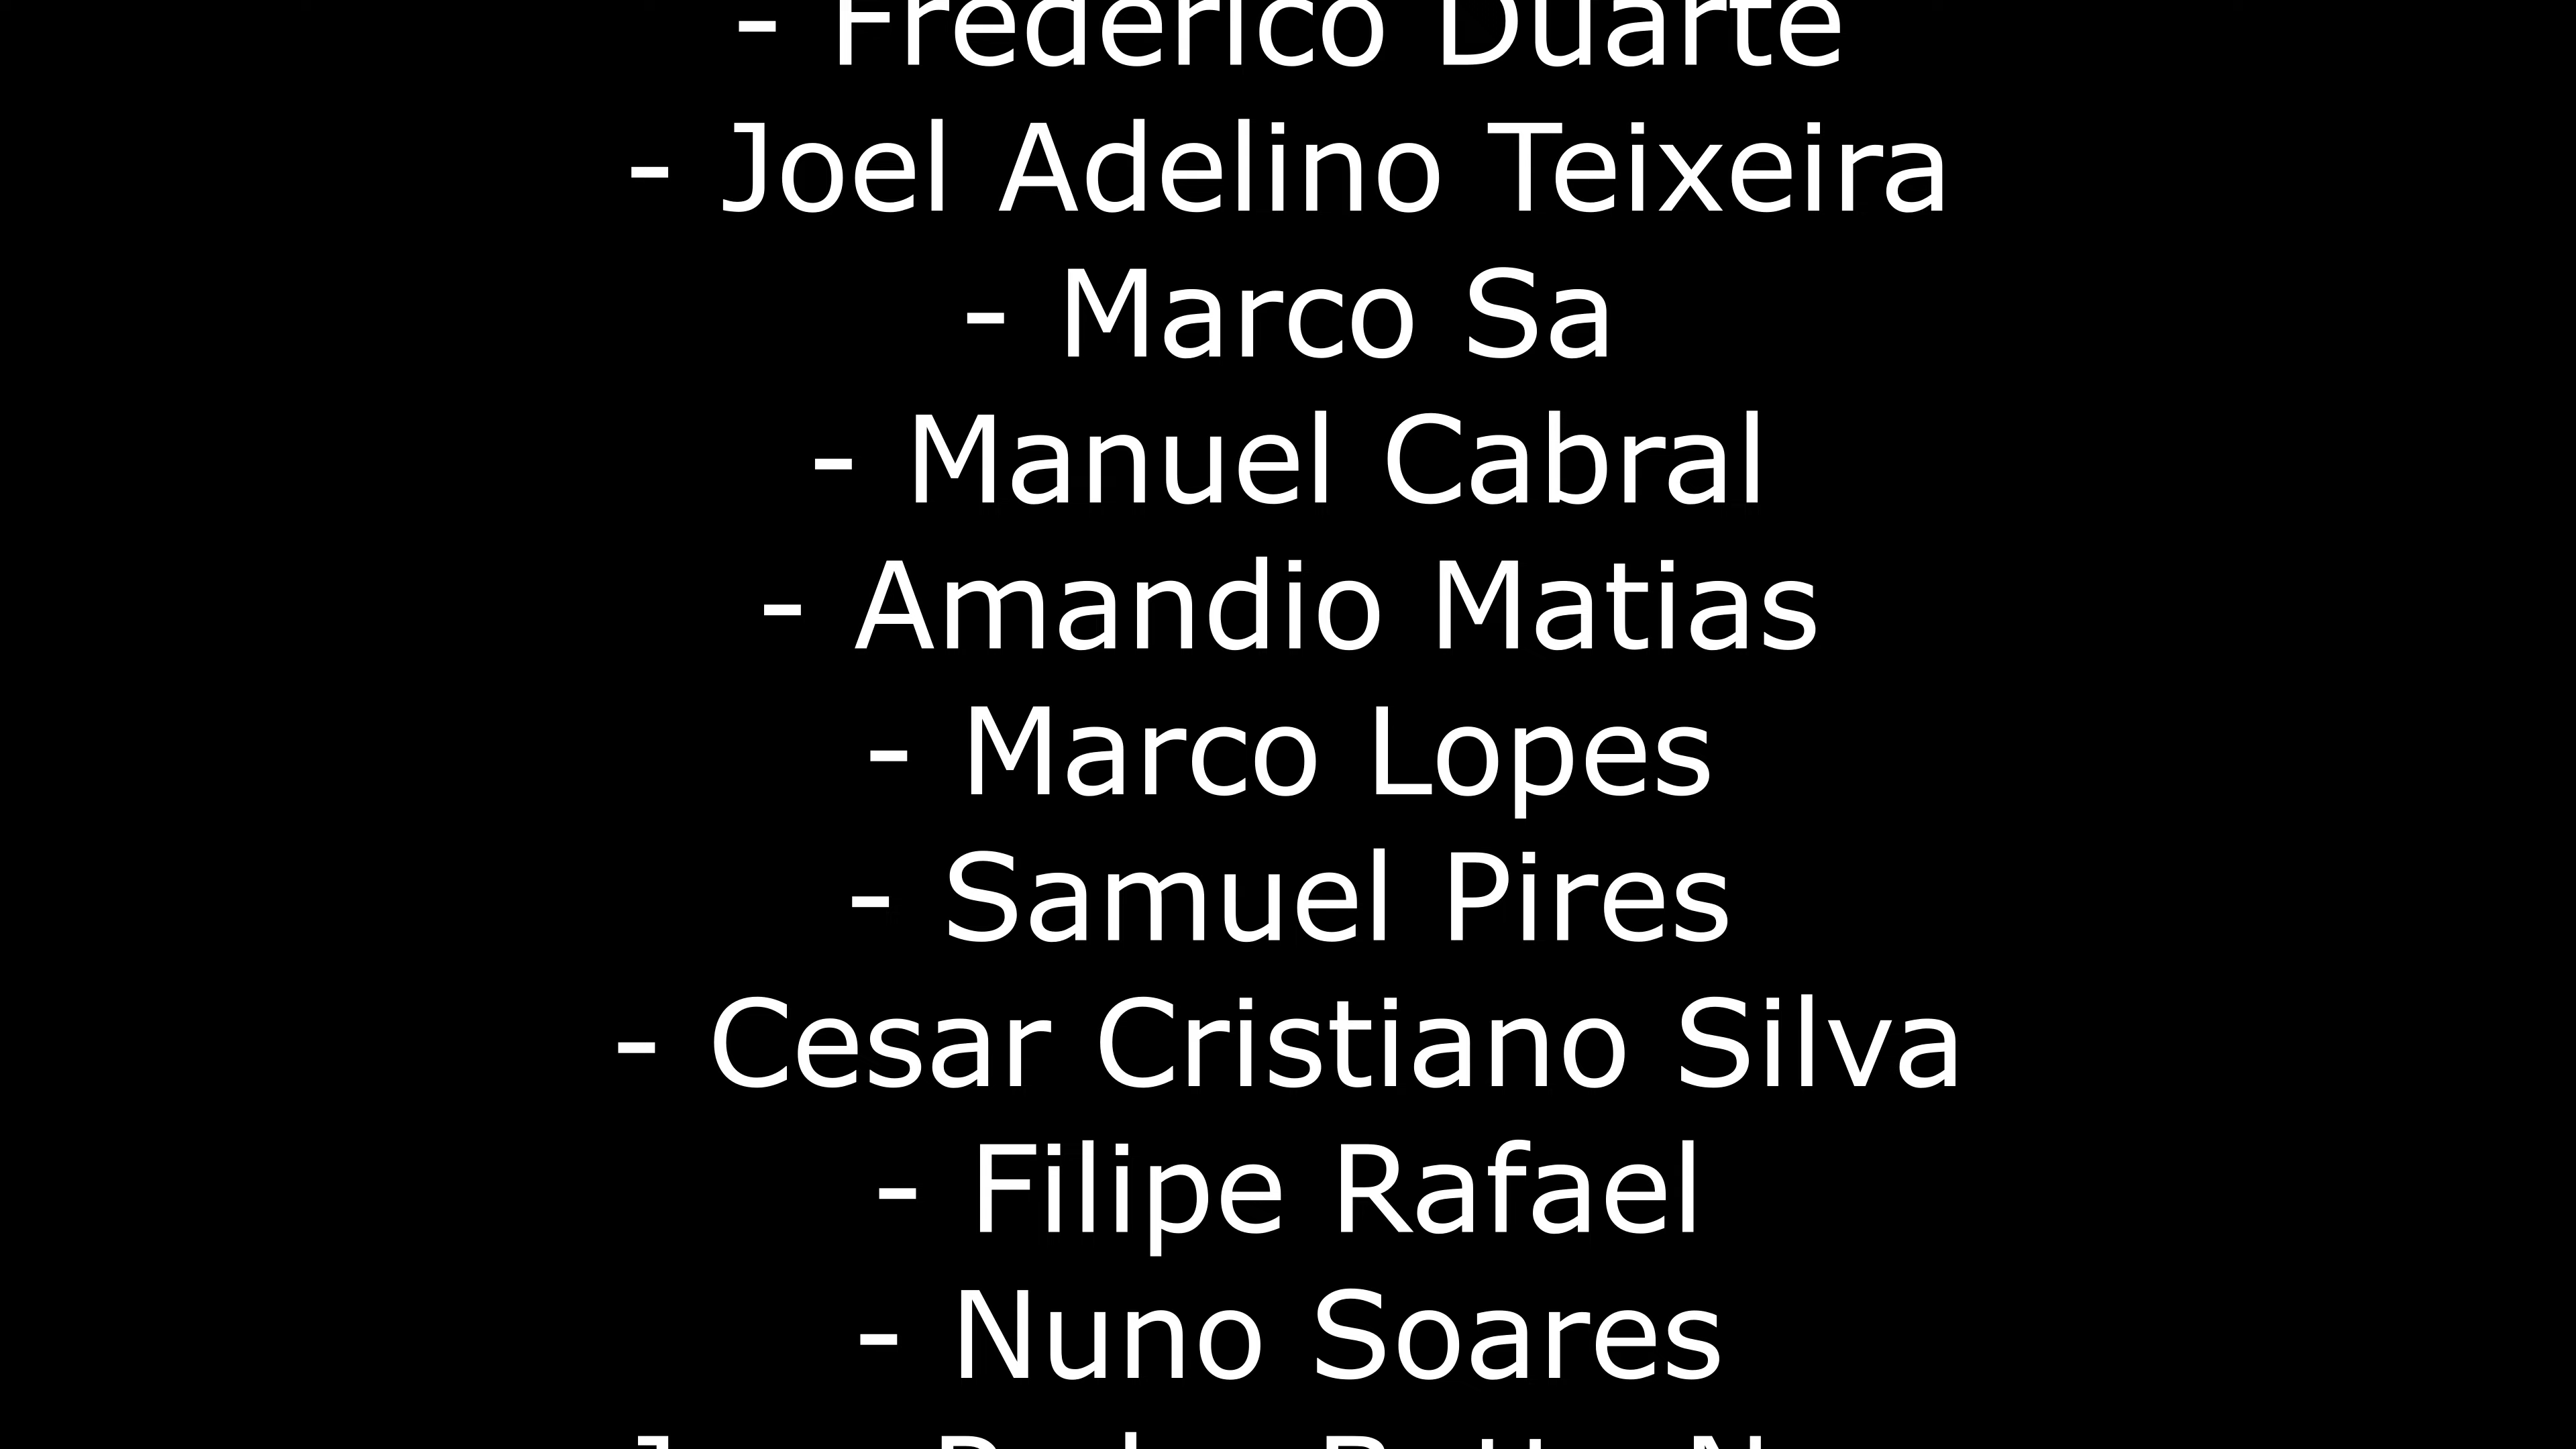 - Frederico Duarte
- Joel Adelino Teixeira
- Marco Sa
- Manuel Cabral
- Amandio Matias
- Marco Lopes
- Samuel Pires
- Cesar Cristiano Silva
- Filipe Rafael
- Nuno Soares